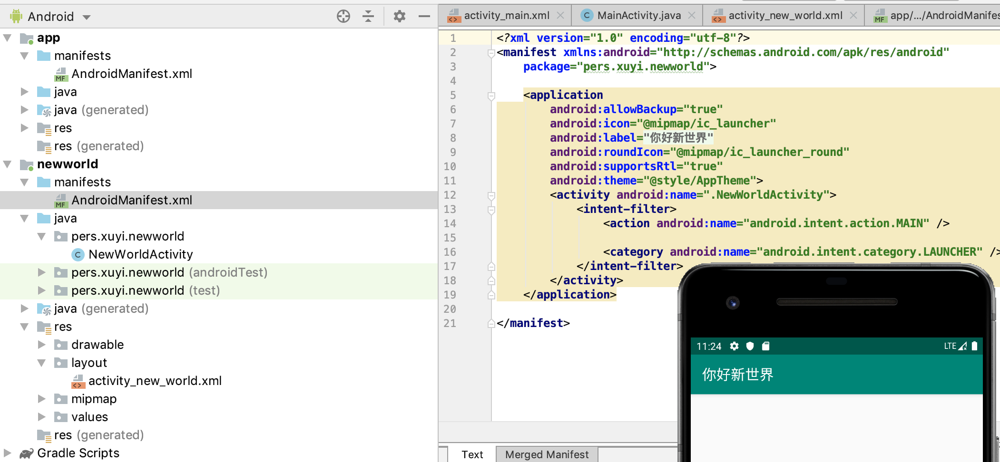 Android
app
manifests
AndroidManifest.xml
java
java (generated)
res
res (generated)
newworld
manifests
AndroidManifest.xml
java
pers.xuyi.newworld
NewWorldActivity
pers.xuyi.newworld (androidTest)
pers.xuyi.newworld (test)
java (generated)
res
drawable
layout
activity_new_world.xml
mipmap
values
res (generated)
Gradle Scripts
activity_main.xml
MainActivity.java
activity_new_world.xml
app/.../AndroidManifes
1 <?xml version="1.0" encoding="utf-8"?>
2 <manifest xmlns:android="http://schemas.android.com/apk/res/android"
3 package="pers.xuyi.newworld">
4
5 <application
6 android:allowBackup="true"
7 android:icon="@mipmap/ic_launcher"
8 android:label="你好新世界"
9 android:roundIcon="@mipmap/ic_launcher_round"
10 android:supportsRtl="true"
11 android:theme="@style/AppTheme">
12 <activity android:name=".NewWorldActivity">
13 <intent-filter>
14 <action android:name="android.intent.action.MAIN" />
15
16 <category android:name="android.intent.category.LAUNCHER" />
17 </intent-filter>
18 </activity>
19 </application>
20
21 </manifest>
11:24 LTE
你好新世界
Text
Merged Manifest